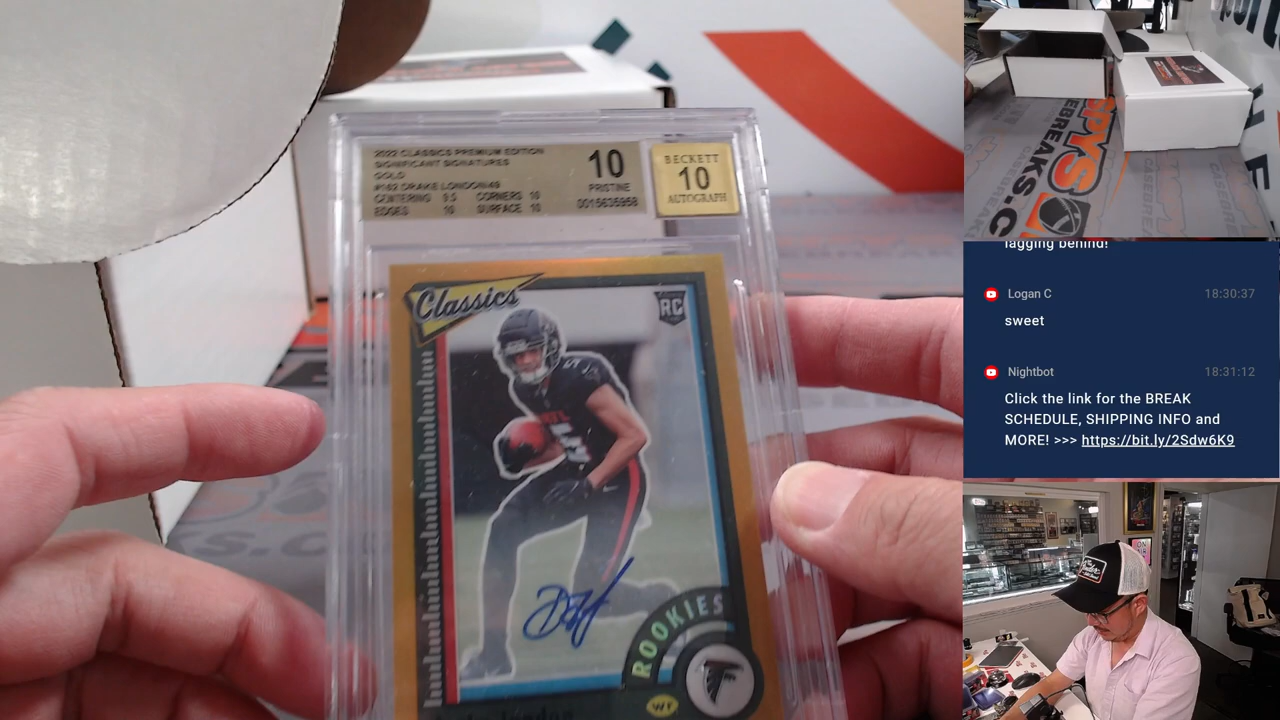 2022 CLASSICS PREMIUM EDITION
SIGNIFICANT SIGNATURES
GOLD
#162 DRAKE LONDON/49
CENTERING 9.5 CORNERS 10
EDGES 10 SURFACE 10
10
PRISTINE
0015635958
BECKETT
10
AUTOGRAPH
Classics
RC
ROOKIES
WR
SPYS
CASEBREAKS.C
lagging behind!
Logan C 18:30:37
sweet
Nightbot 18:31:12
Click the link for the BREAK
SCHEDULE, SHIPPING INFO and
MORE! >>> https://bit.ly/2Sdw6K9